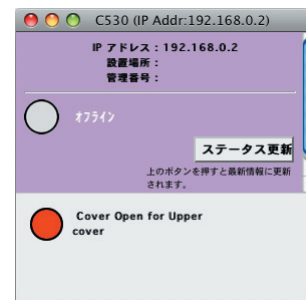 C530 (IP Addr:192.168.0.2)
IP アドレス : 192.168.0.2
設置場所 :
管理番号 :
オフライン
ステータス更新
上のボタンを押すと最新情報に更新
されます。
Cover Open for Upper
cover